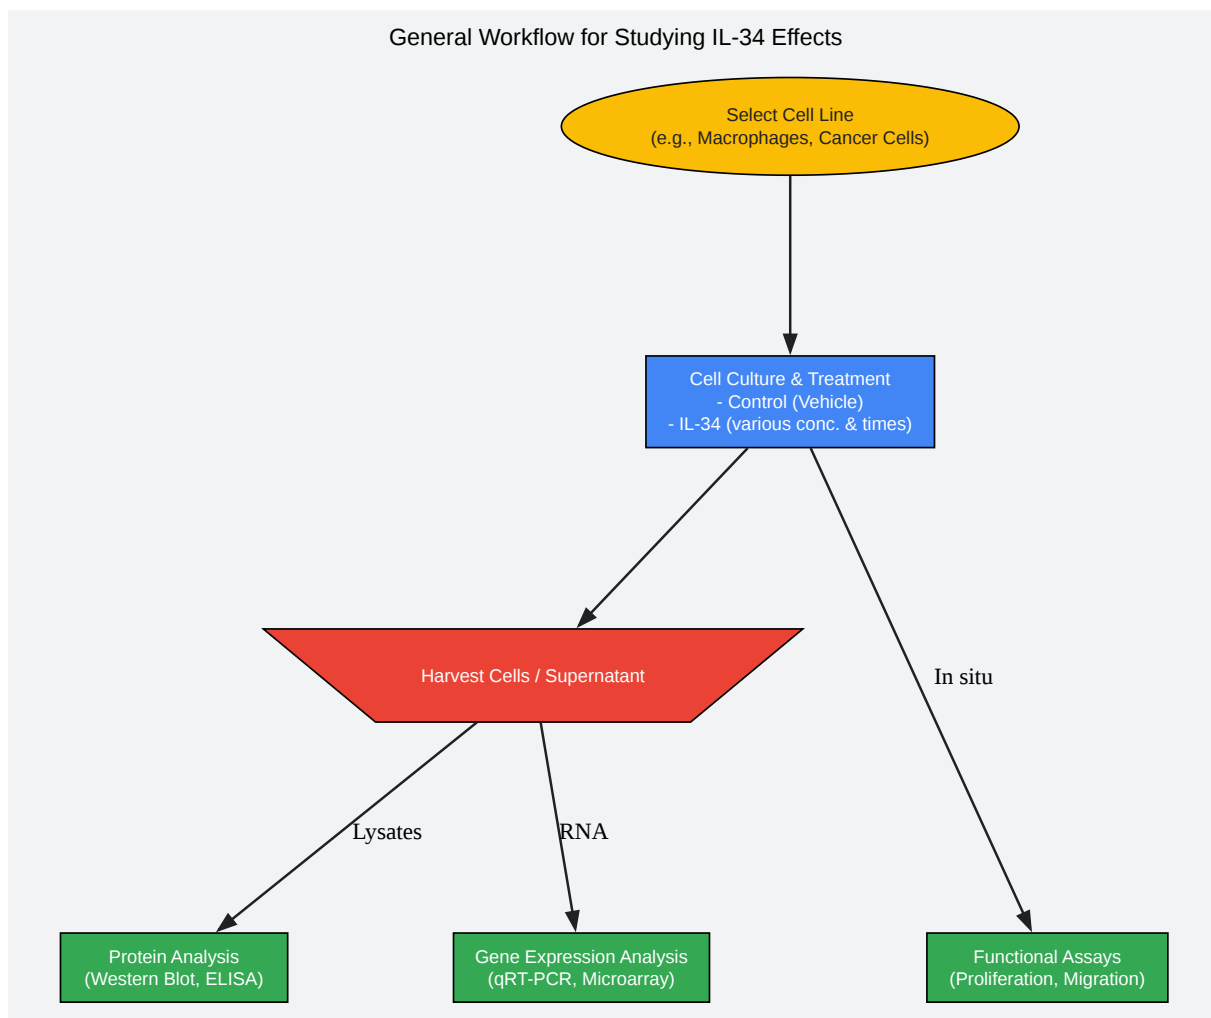 General Workflow for Studying IL-34 Effects
Select Cell Line
(e.g., Macrophages, Cancer Cells)
Cell Culture & Treatment
- Control (Vehicle)
- IL-34 (various conc. & times)
Harvest Cells / Supernatant
In situ
Lysates
RNA
Protein Analysis
(Western Blot, ELISA)
Gene Expression Analysis
(qRT-PCR, Microarray)
Functional Assays
(Proliferation, Migration)